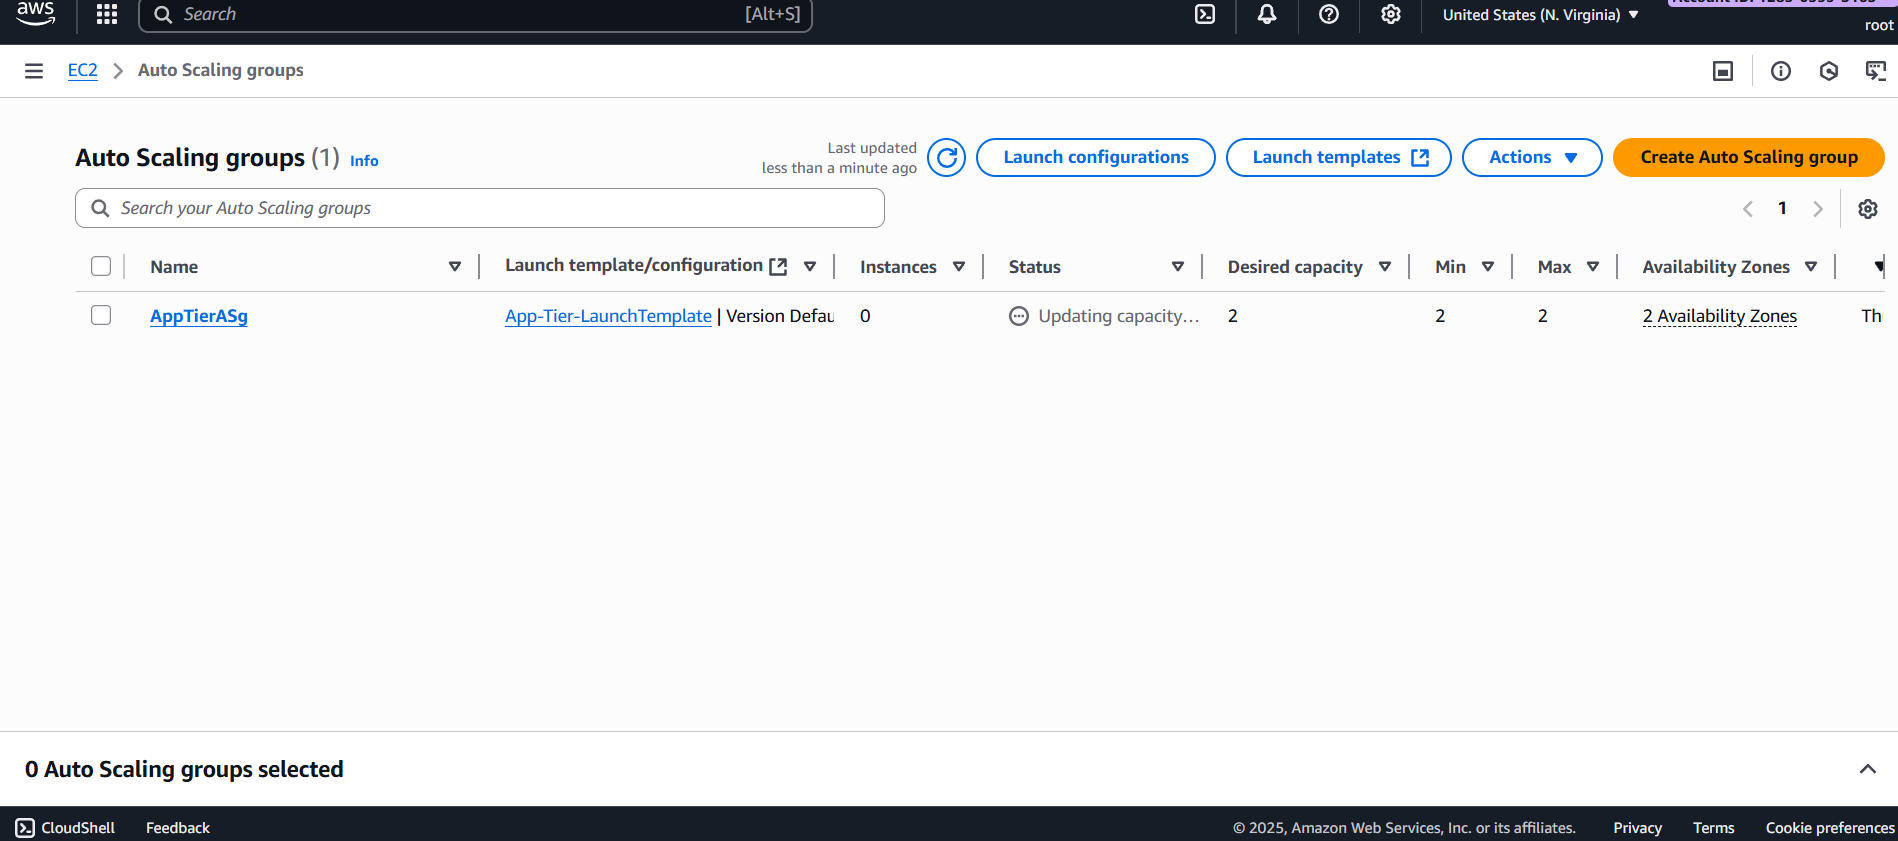 aws
Search [Alt+S]
United States (N. Virginia)
root
EC2 Auto Scaling groups
Auto Scaling groups (1) Info
Last updated
less than a minute ago
Launch configurations
Launch templates
Actions
Create Auto Scaling group
Search your Auto Scaling groups
1
Name Launch template/configuration Instances Status Desired capacity Min Max Availability Zones
AppTierASg App-Tier-LaunchTemplate | Version Defau 0 Updating capacity... 2 2 2 2 Availability Zones Th
0 Auto Scaling groups selected
CloudShell Feedback © 2025, Amazon Web Services, Inc. or its affiliates. Privacy Terms Cookie preferences